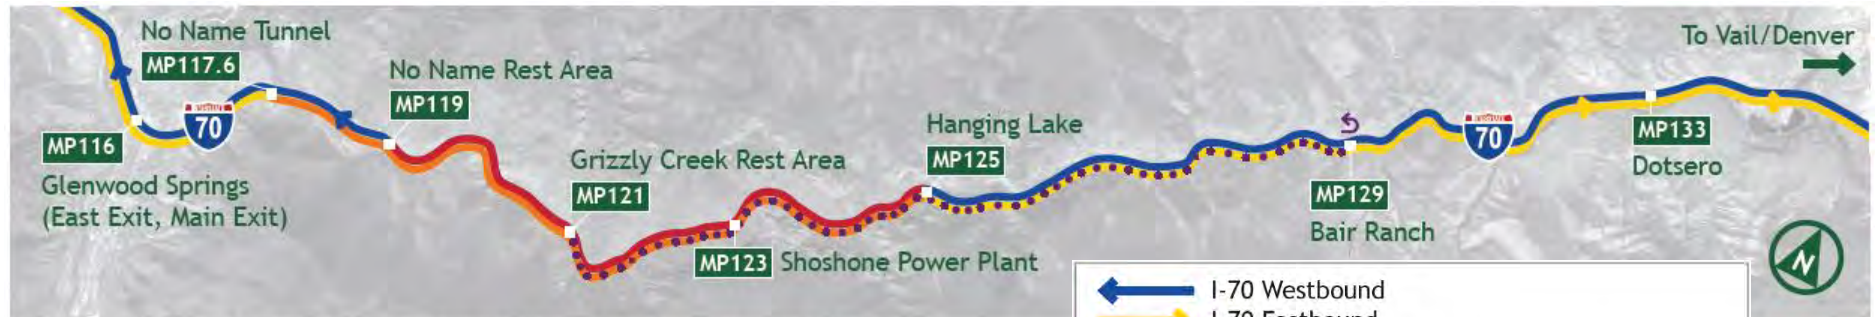 No Name Tunnel
MP117.6
No Name Rest Area
MP119
To Vail/Denver
70
MP116
Glenwood Springs
(East Exit, Main Exit)
Grizzly Creek Rest Area
MP121
Hanging Lake
MP125
70
MP133
Dotsero
MP129
Bair Ranch
MP123 Shoshone Power Plant
N
I-70 Westbound
I-70 Eastbound